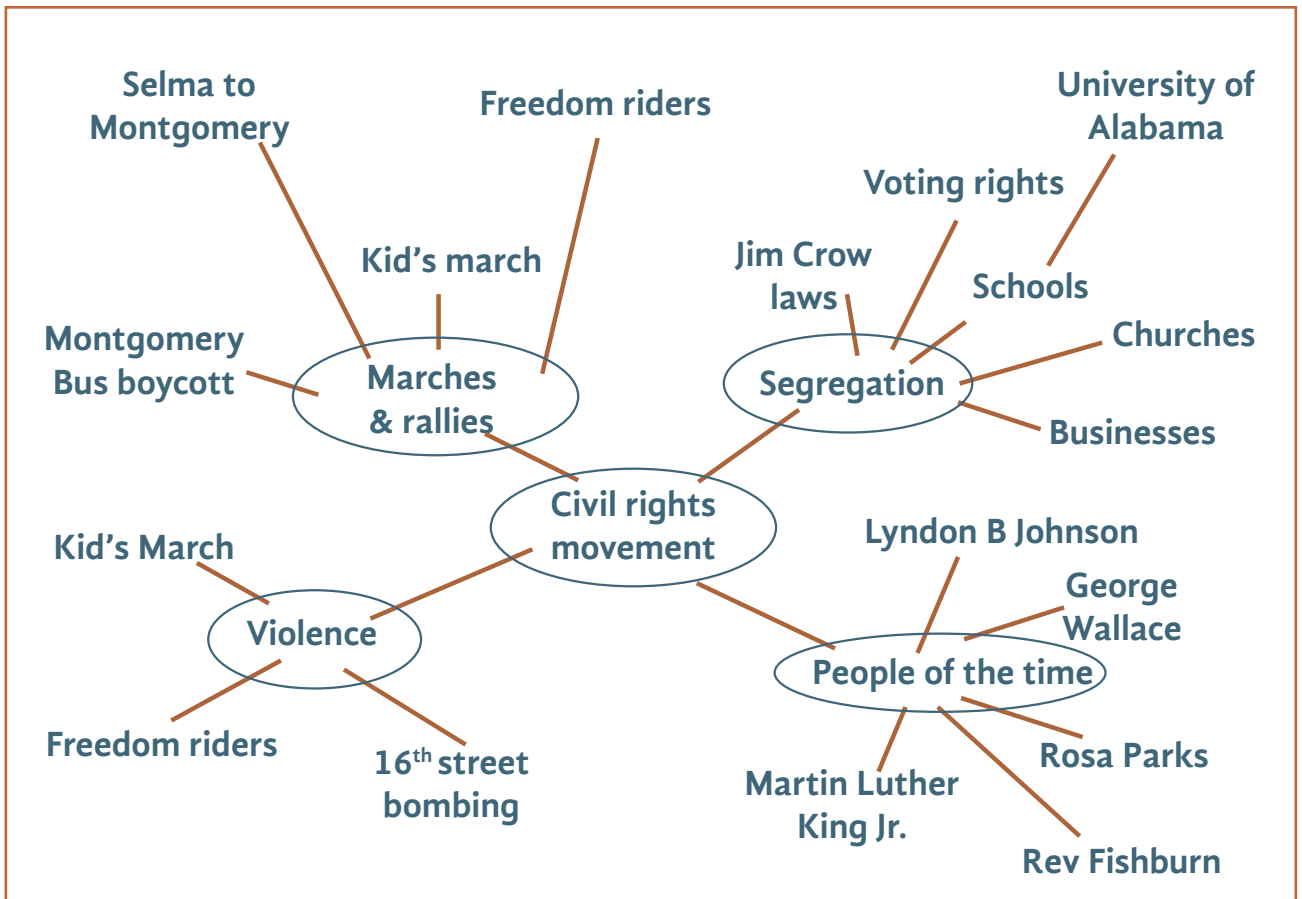 Selma to
Montgomery
Freedom riders
University of
Alabama
Voting rights
Kid's march
Jim Crow
laws
Schools
Montgomery
Bus boycott
Churches
Marches
& rallies
Segregation
Businesses
Civil rights
movement
Kid's March
Lyndon B Johnson
George
Wallace
Violence
People of the time
Freedom riders
16th street
bombing
Rosa Parks
Martin Luther
King Jr.
Rev Fishburn